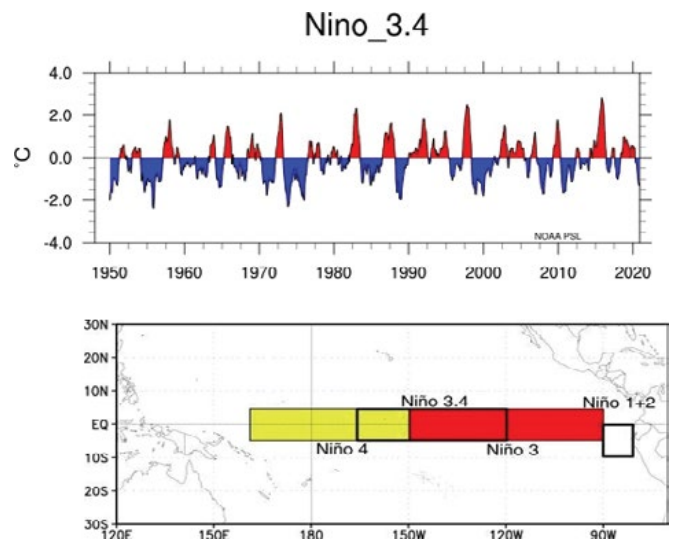 Nino_3.4
4.0
2.0
0.0
-2.0
-4.0
°C
NOAA PSL
1950 1960 1970 1980 1990 2000 2010 2020
30N
20N
10N
EQ
10S
20S
30S
Niño 3.4
Niño 1+2
Niño 4
Niño 3
120E 150E 180 150W 120W 90W